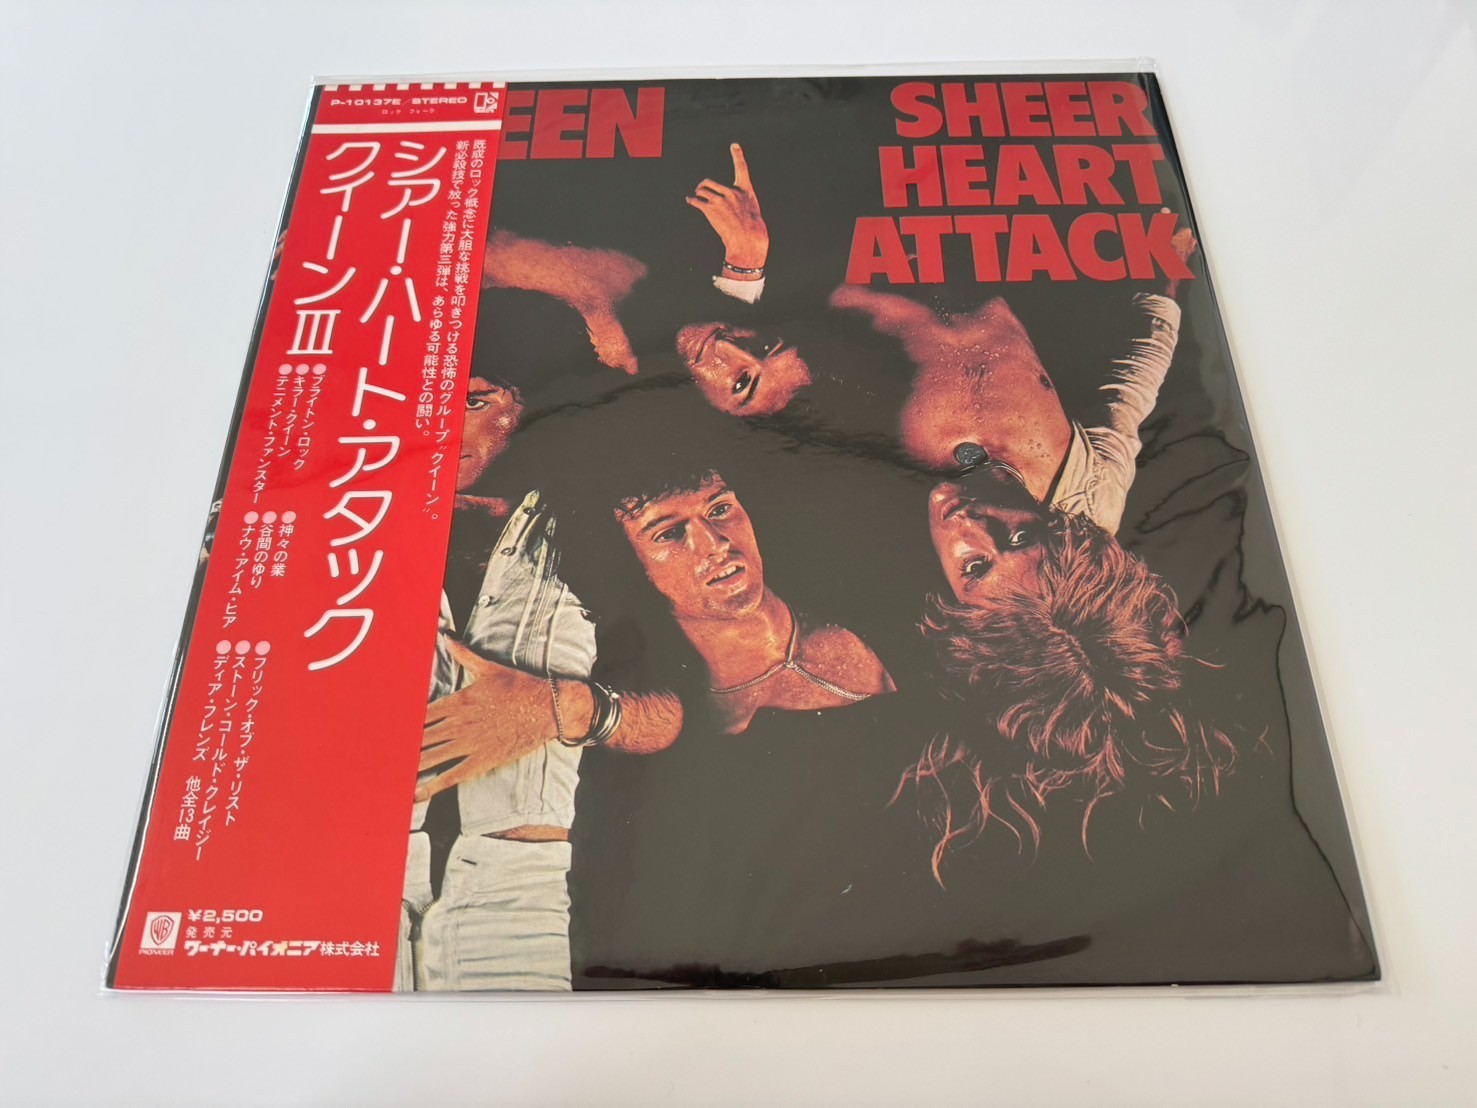 P-10137E/STEREO
ロック フォーク
EEN
SHEER
HEART
ATTACK
既成のロック概念に大胆な挑戦を叩きつける恐怖のグループ“クイーン”。
新必殺技で放った強力第三弾は、あらゆる可能性との闘い。
シアー・ハート・アタック
クイーンIII
●ブライトン・ロック
●キラー・クイーン
●テニメント・ファンスター
●神々の業
●谷間のゆり
●ナウ・アイム・ヒア
●フリック・オブ・ザ・リスト
●ストーン・コールド・クレイジー
●ディア・フレンズ 他全13曲
¥2,500
発売元
ワーナー・パイオニア株式会社
WB
PIONEER